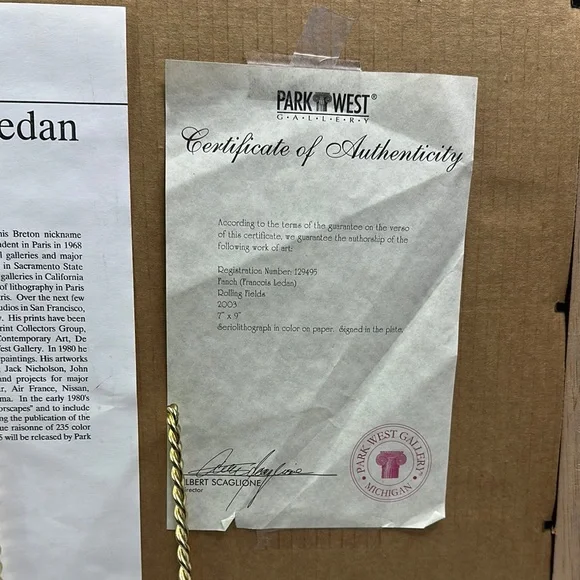 edan
his Breton nickname
dent in Paris in 1968
galleries and major
in Sacramento State
galleries in California
of lithography in Paris
ris. Over the next few
udios in San Francisco,
His prints have been
rint Collectors Group,
Contemporary Art, De
est Gallery. In 1980 he
paintings. His artworks
Jack Nicholson, John
and projects for major
r, Air France, Nissan,
ma. In the early 1980's
orscapes" and to include
ng the publication of the
ue raisonne of 235 color
5 will be released by Park
PARK WEST®
G·A·L·L·E·R·Y
Certificate of Authenticity
According to the terms of the guarantee on the verso
of this certificate, we guarantee the authorship of the
following work of art:
Registration Number: 129495
Fanch (Francois Ledan)
Rolling Fields
2003
7" x 9"
Seriolithograph in color on paper. Signed in the plate.
LBERT SCAGLIONE
irector
PARK WEST GALLERY
• MICHIGAN •